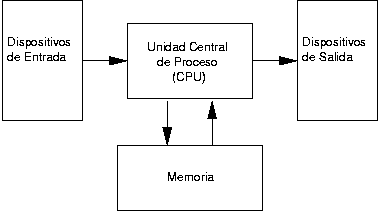 Dispositivos
de Entrada
Unidad Central
de Proceso
(CPU)
Dispositivos
de Salida
Memoria